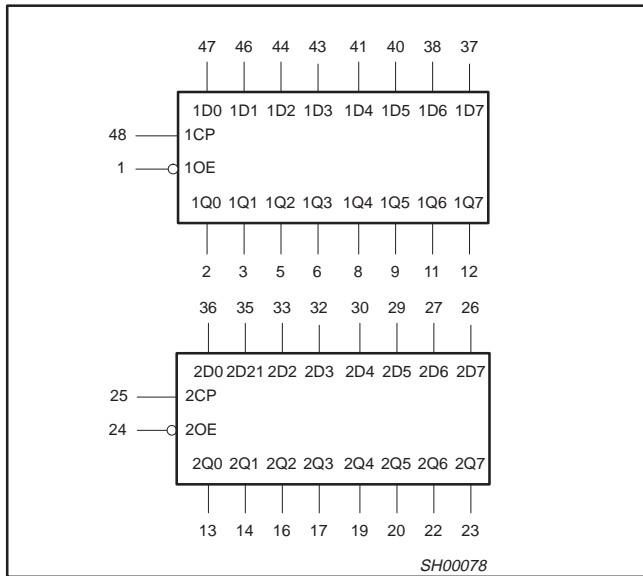 47 46 44 43 41 40 38 37
1D0 1D1 1D2 1D3 1D4 1D5 1D6 1D7
48 1CP
1 1OE
1Q0 1Q1 1Q2 1Q3 1Q4 1Q5 1Q6 1Q7
2 3 5 6 8 9 11 12
36 35 33 32 30 29 27 26
2D0 2D21 2D2 2D3 2D4 2D5 2D6 2D7
25 2CP
24 2OE
2Q0 2Q1 2Q2 2Q3 2Q4 2Q5 2Q6 2Q7
13 14 16 17 19 20 22 23
SH00078